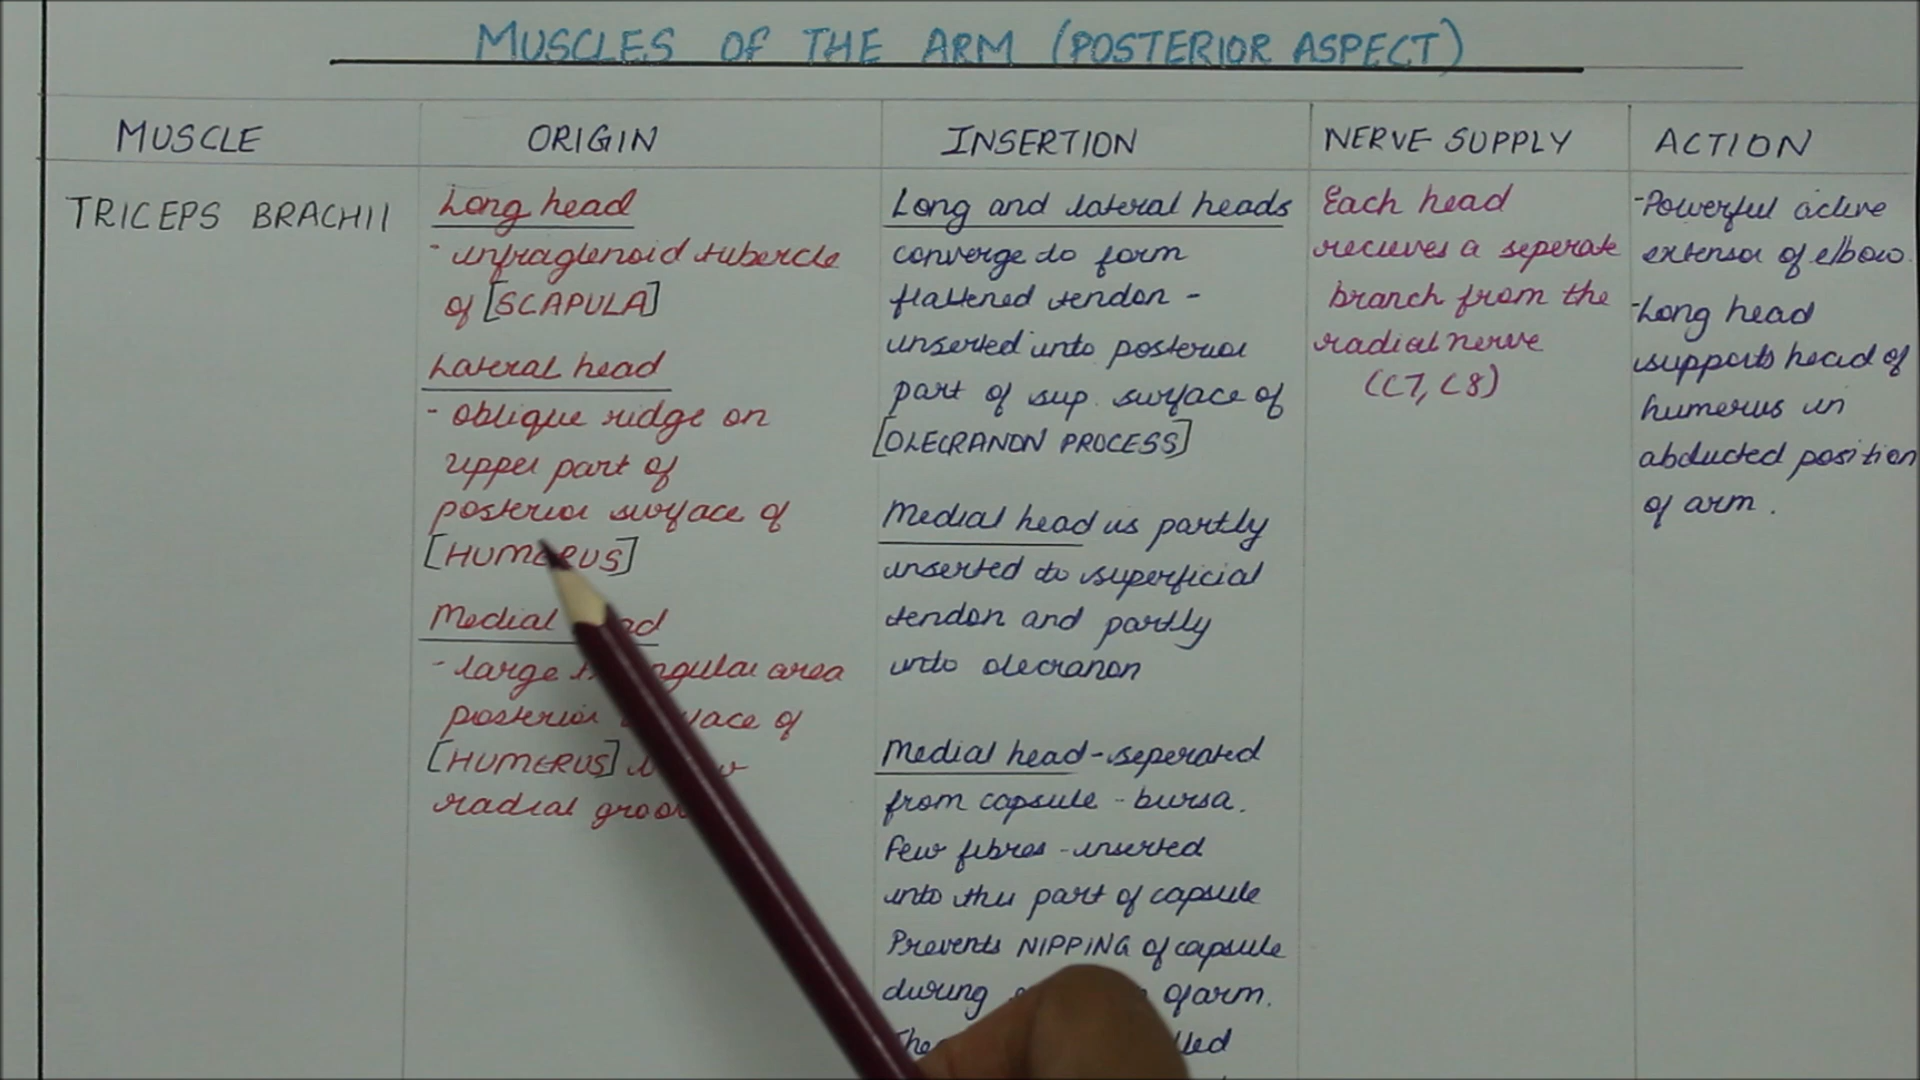 MUSCLES OF THE ARM (POSTERIOR ASPECT)
MUSCLE
ORIGIN
INSERTION
NERVE SUPPLY
ACTION
TRICEPS BRACHII
Long head
- infraglenoid tubercle
of [SCAPULA]
Lateral head
- oblique ridge on
upper part of
posterior surface of
[HUMERUS]
Medial
- large area
posterior of
[HUMERUS]
radial
Long and lateral heads
converge to form
flattened tendon -
inserted into posterior
part of sup. surface of
[OLECRANON PROCESS]
Medial head is partly
inserted to superficial
tendon and partly
into olecranon
Medial head - seperated
from capsule - bursa.
Few fibres - inserted
into this part of capsule
Prevents NIPPING of capsule
during of arm.
Each head
recieves a seperate
branch from the
radial nerve
(C7, C8)
- Powerful active
extensor of elbow.
- Long head
supports head of
humerus in
abducted position
of arm.